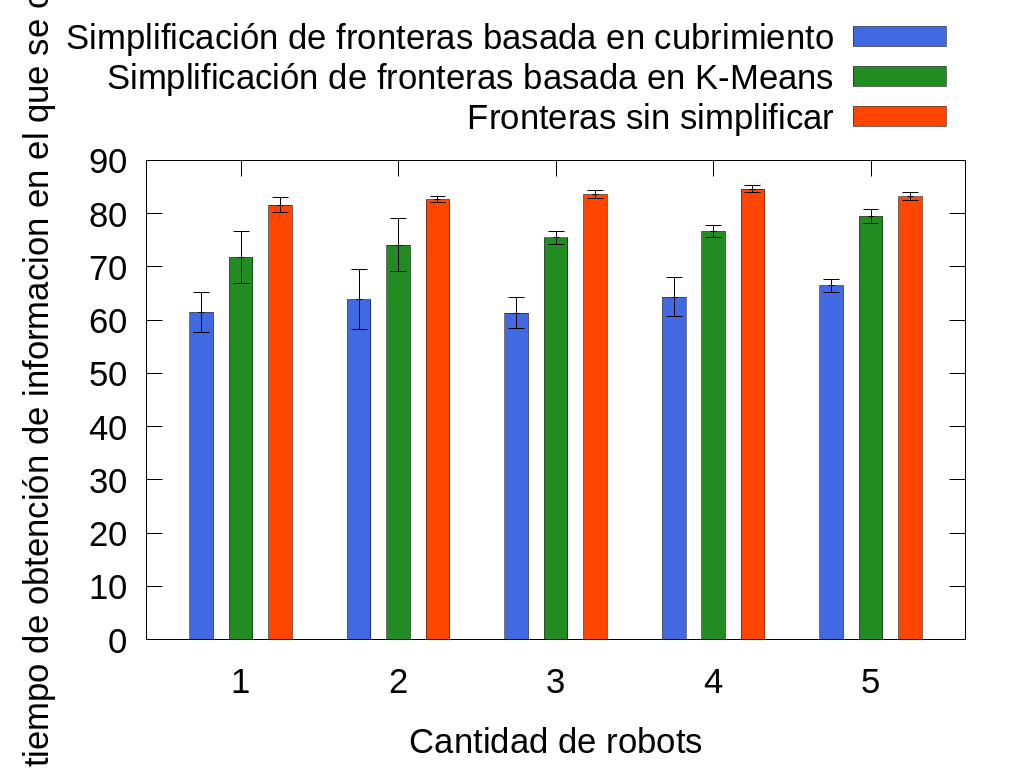 Simplificación de fronteras basada en cubrimiento
Simplificación de fronteras basada en K-Means
Fronteras sin simplificar
tiempo de obtención de informacion en el que se
90
80
70
60
50
40
30
20
10
0
1 2 3 4 5
Cantidad de robots